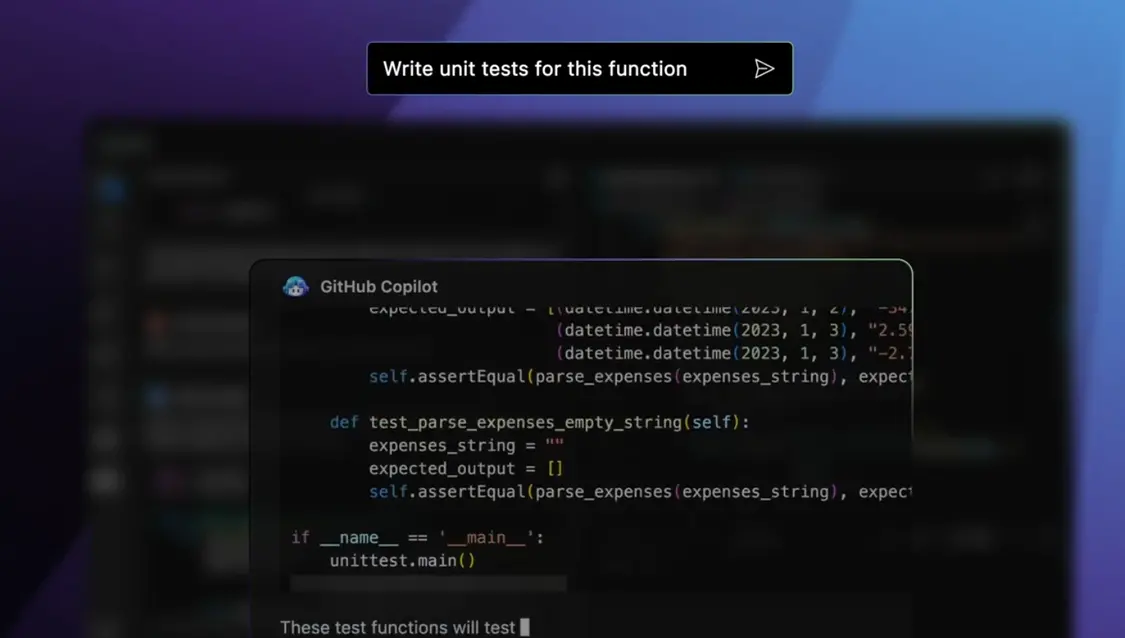 Write unit tests for this function
GitHub Copilot
expected_output = [(datetime.datetime(2023, 1, 2), "-34.
(datetime.datetime(2023, 1, 3), "2.59
(datetime.datetime(2023, 1, 3), "-2.7
self.assertEqual(parse_expenses(expenses_string), expect
def test_parse_expenses_empty_string(self):
expenses_string = ""
expected_output = []
self.assertEqual(parse_expenses(expenses_string), expect
if __name__ == '__main__':
unittest.main()
These test functions will test